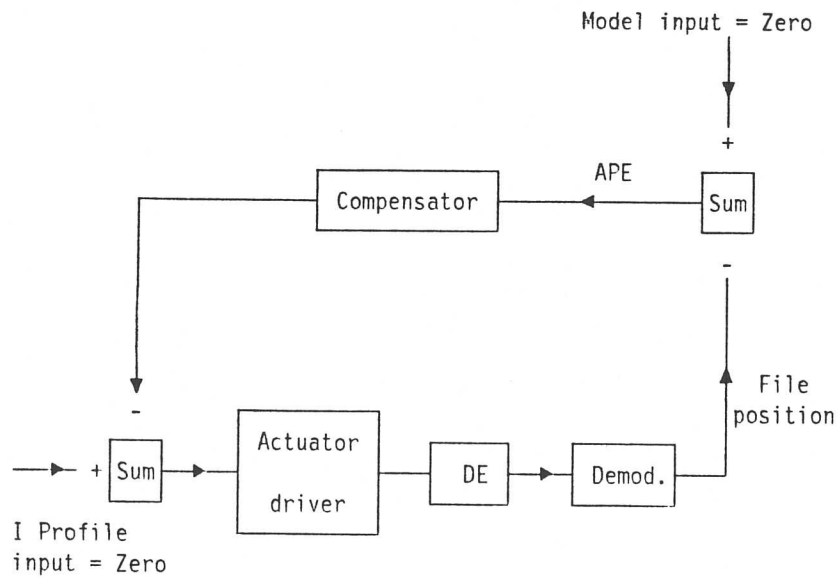 Model input = Zero
+
APE
Compensator
Sum
-
File
position
-
Actuator
driver
+
Sum
DE
Demod.
I Profile
input = Zero